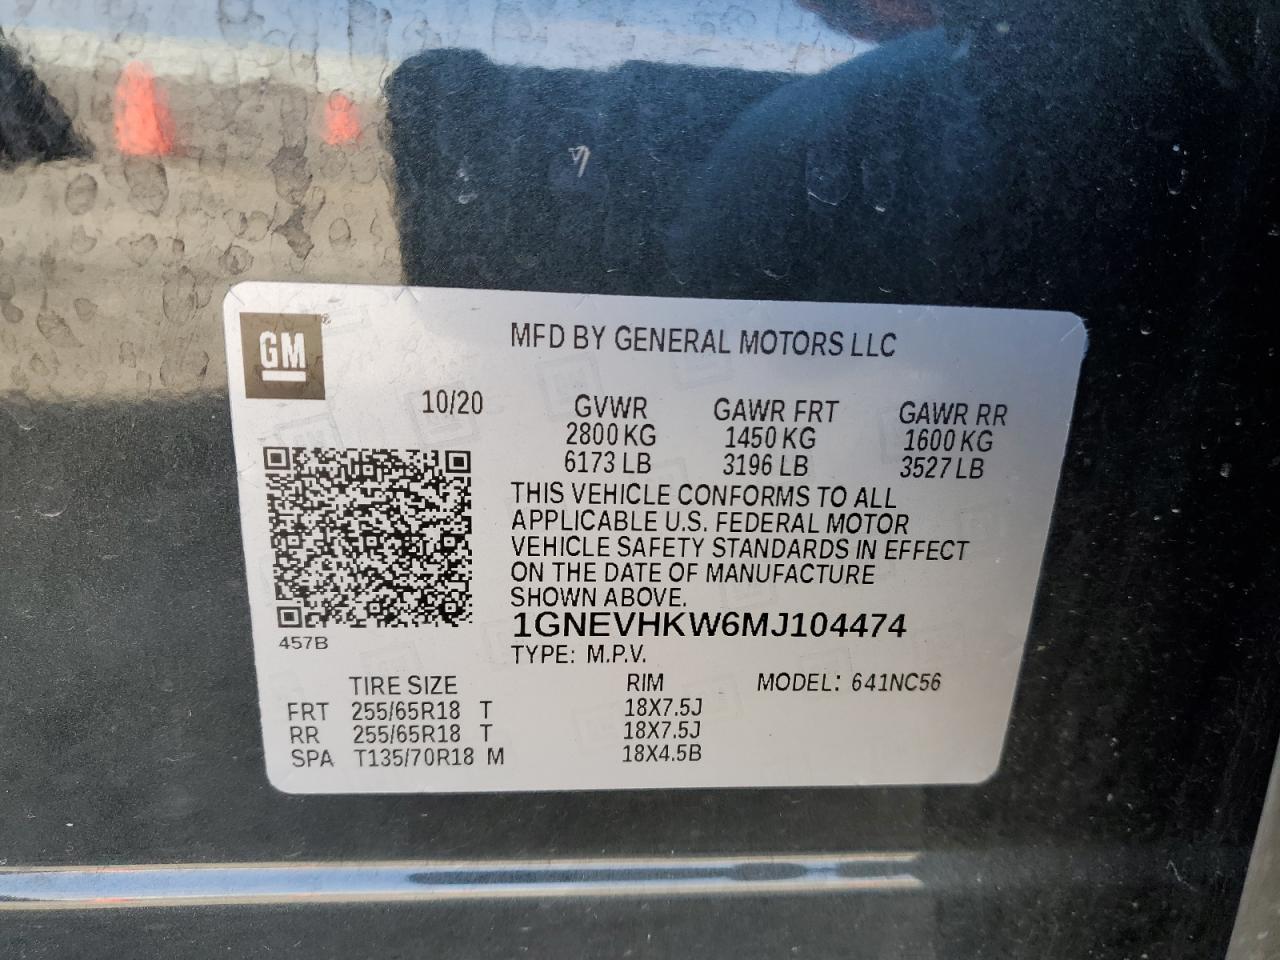 GM
MFD BY GENERAL MOTORS LLC
10/20 GVWR GAWR FRT GAWR RR
2800 KG 1450 KG 1600 KG
6173 LB 3196 LB 3527 LB
THIS VEHICLE CONFORMS TO ALL
APPLICABLE U.S. FEDERAL MOTOR
VEHICLE SAFETY STANDARDS IN EFFECT
ON THE DATE OF MANUFACTURE
SHOWN ABOVE.
1GNEVHKW6MJ104474
457B
TYPE: M.P.V.
TIRE SIZE RIM MODEL: 641NC56
FRT 255/65R18 T 18X7.5J
RR 255/65R18 T 18X7.5J
SPA T135/70R18 M 18X4.5B